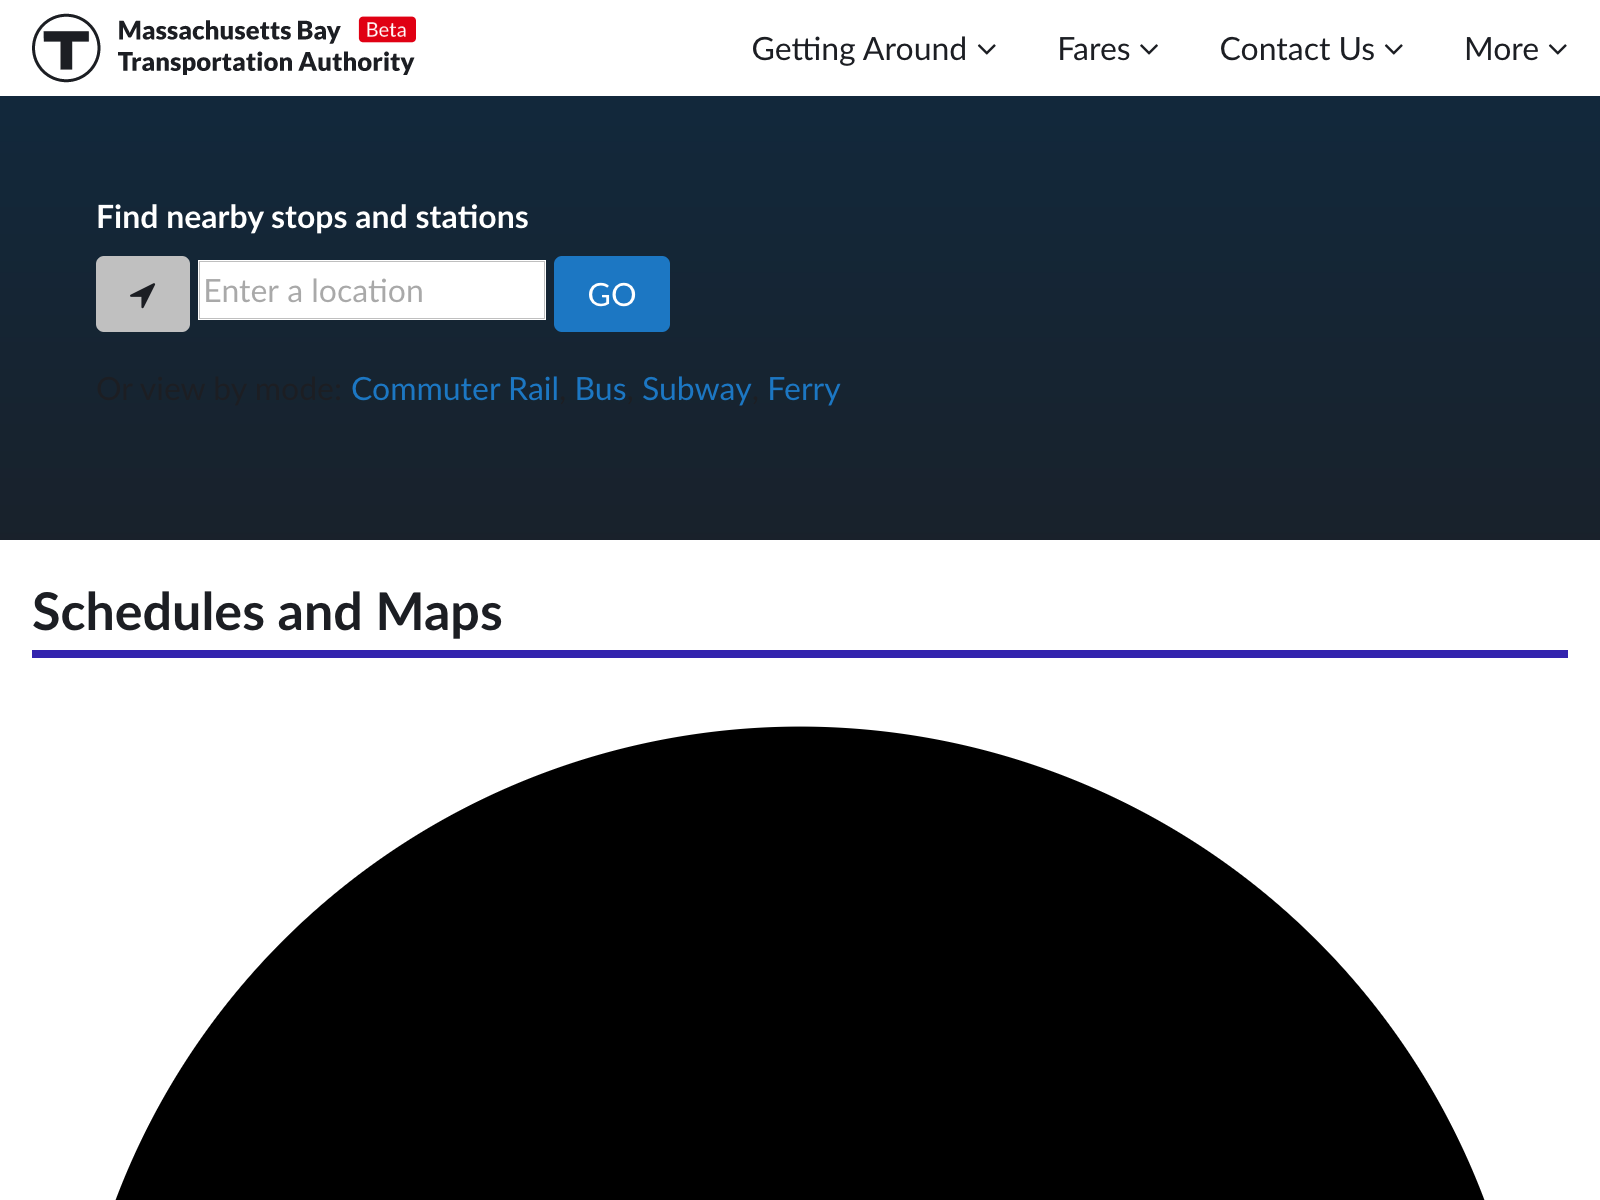 Massachusetts Bay Beta
Transportation Authority
Getting Around Fares Contact Us More
Find nearby stops and stations
Enter a location GO
Or view by mode: Commuter Rail Bus Subway Ferry
Schedules and Maps